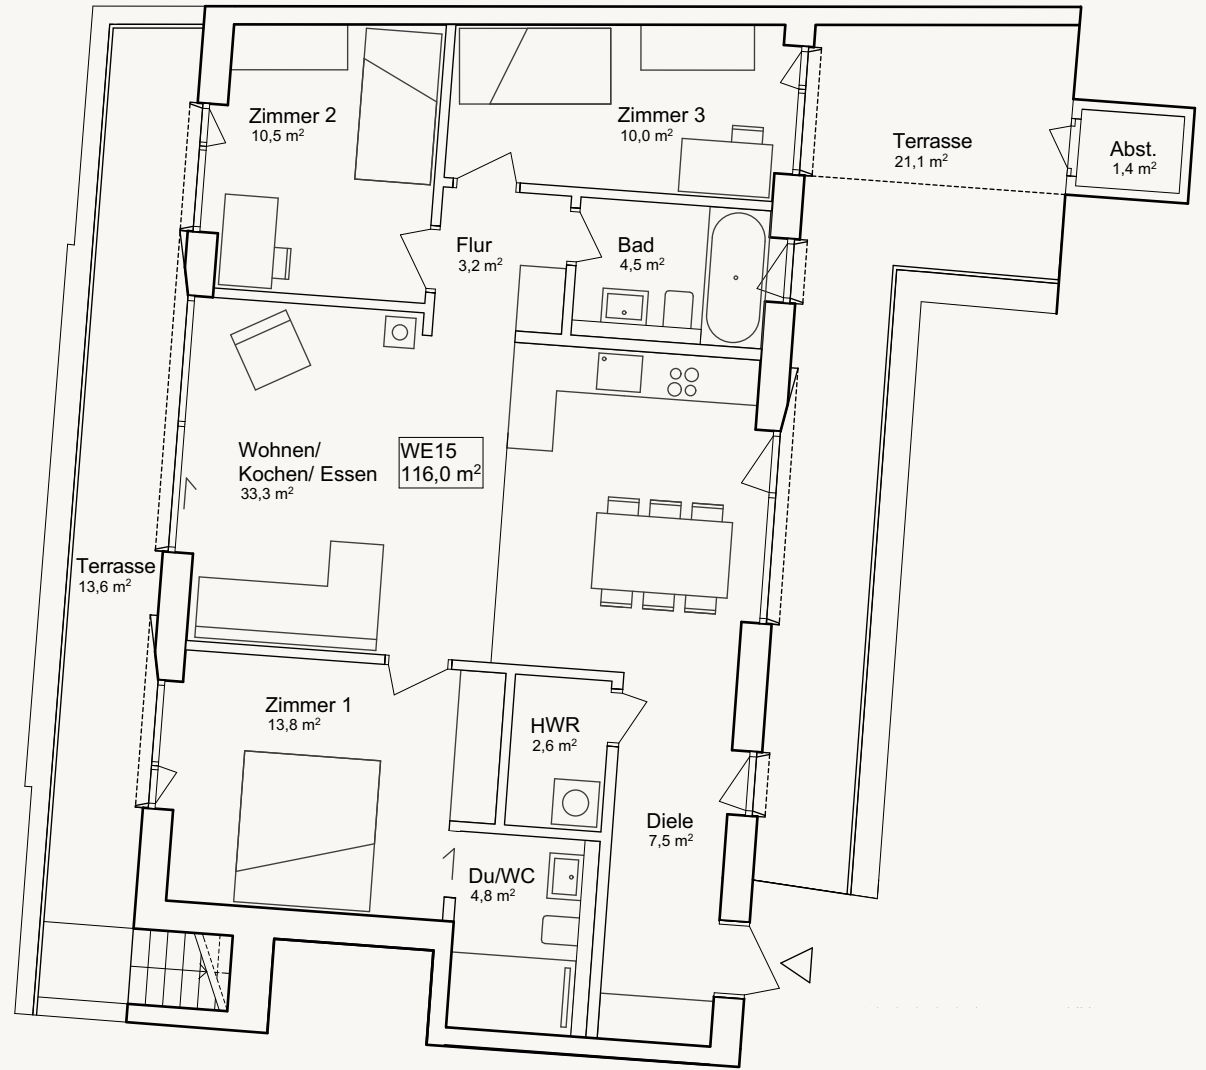 Zimmer 2
10,5 m²
Zimmer 3
10,0 m²
Terrasse
21,1 m²
Abst.
1,4 m²
Flur
3,2 m²
Bad
4,5 m²
Wohnen/
Kochen/ Essen
33,3 m²
WE15
116,0 m²
Terrasse
13,6 m²
Zimmer 1
13,8 m²
HWR
2,6 m²
Diele
7,5 m²
Du/WC
4,8 m²